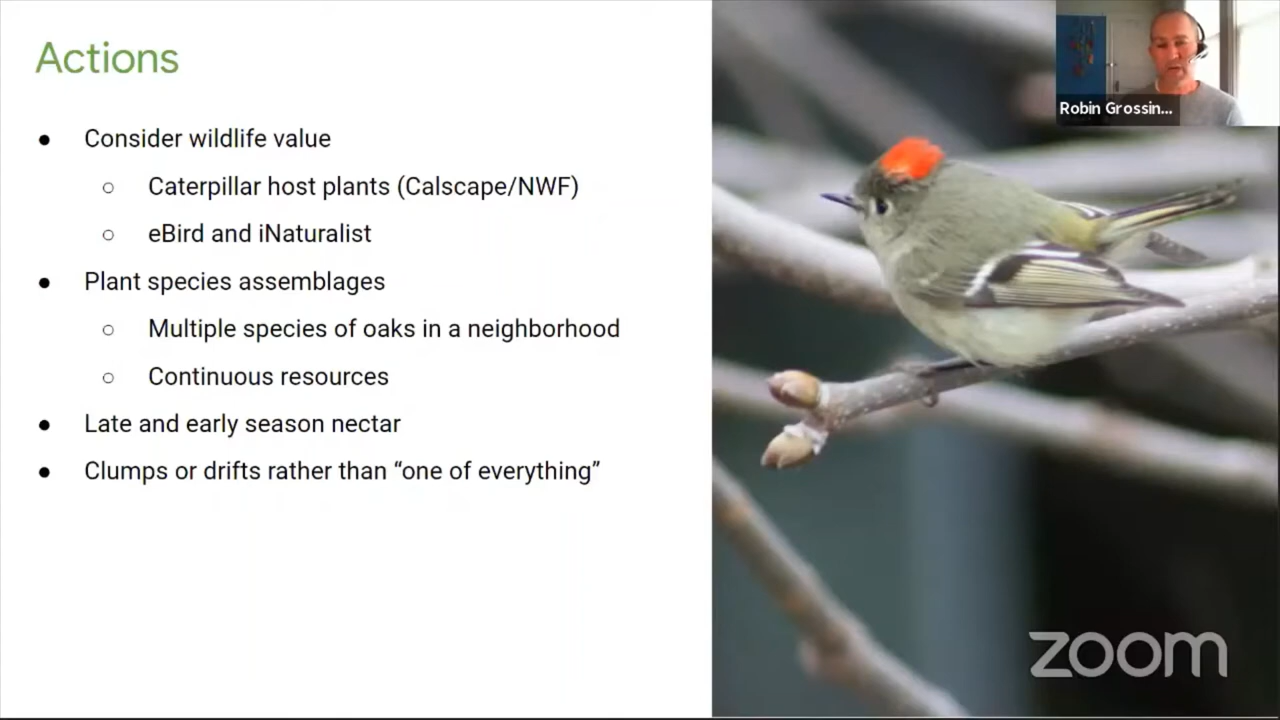 Actions
● Consider wildlife value
○ Caterpillar host plants (Calscape/NWF)
○ eBird and iNaturalist
● Plant species assemblages
○ Multiple species of oaks in a neighborhood
○ Continuous resources
● Late and early season nectar
● Clumps or drifts rather than “one of everything”
Robin Grossin...
zoom